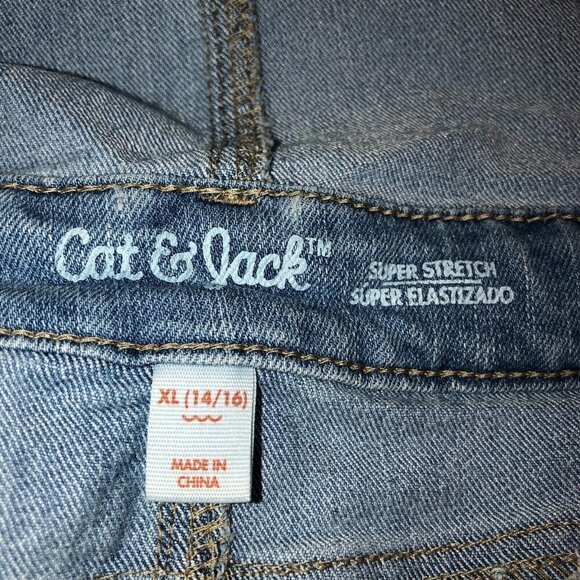 Cat & Jack™
SUPER STRETCH
SÚPER ELASTIZADO
XL (14/16)
MADE IN
CHINA